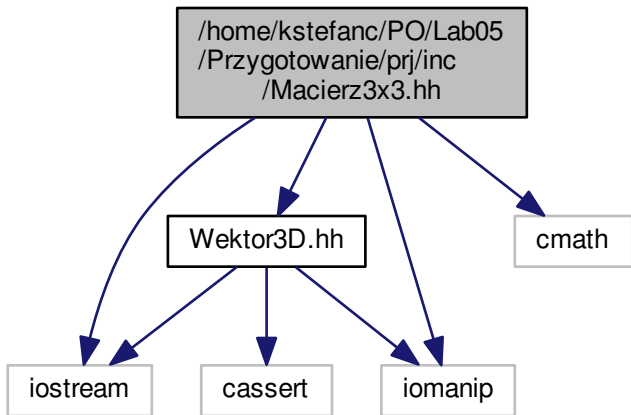 /home/kstefanc/PO/Lab05
/Przygotowanie/prj/inc
/Macierz3x3.hh
Wektor3D.hh
cmath
iostream
cassert
iomanip